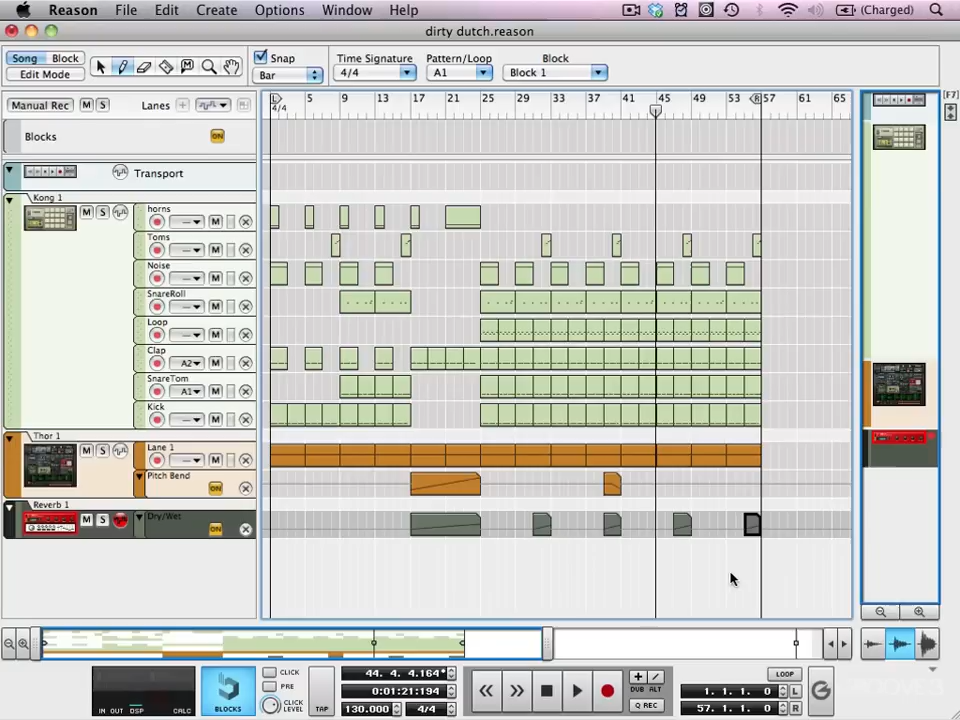 Reason File Edit Create Options Window Help (Charged)
dirty dutch.reason
Song Block
Edit Mode
Snap
Bar
Time Signature
4/4
Pattern/Loop
A1
Block
Block 1
Manual Rec M S Lanes
L 5 9 13 17 21 25 29 33 37 41 45 49 53 R 57 61 65
4/4
[F7]
Blocks ON
Transport
Kong 1
M S
horns
— M
Toms
— M
Noise
— M
SnareRoll
— M
Loop
— M
Clap
A2 M
SnareTom
A1 M
Kick
— M
Thor 1
M S
Lane 1
— M
Pitch Bend
ON
Reverb 1
M S
Dry/Wet
ON
IN OUT DSP CALC
BLOCKS
CLICK
PRE
CLICK LEVEL
TAP
44. 4. 4.164*
0:01:21:194
130.000 4/4
DUB ALT
Q REC
LOOP
1. 1. 1. 0 L
57. 1. 1. 0 R